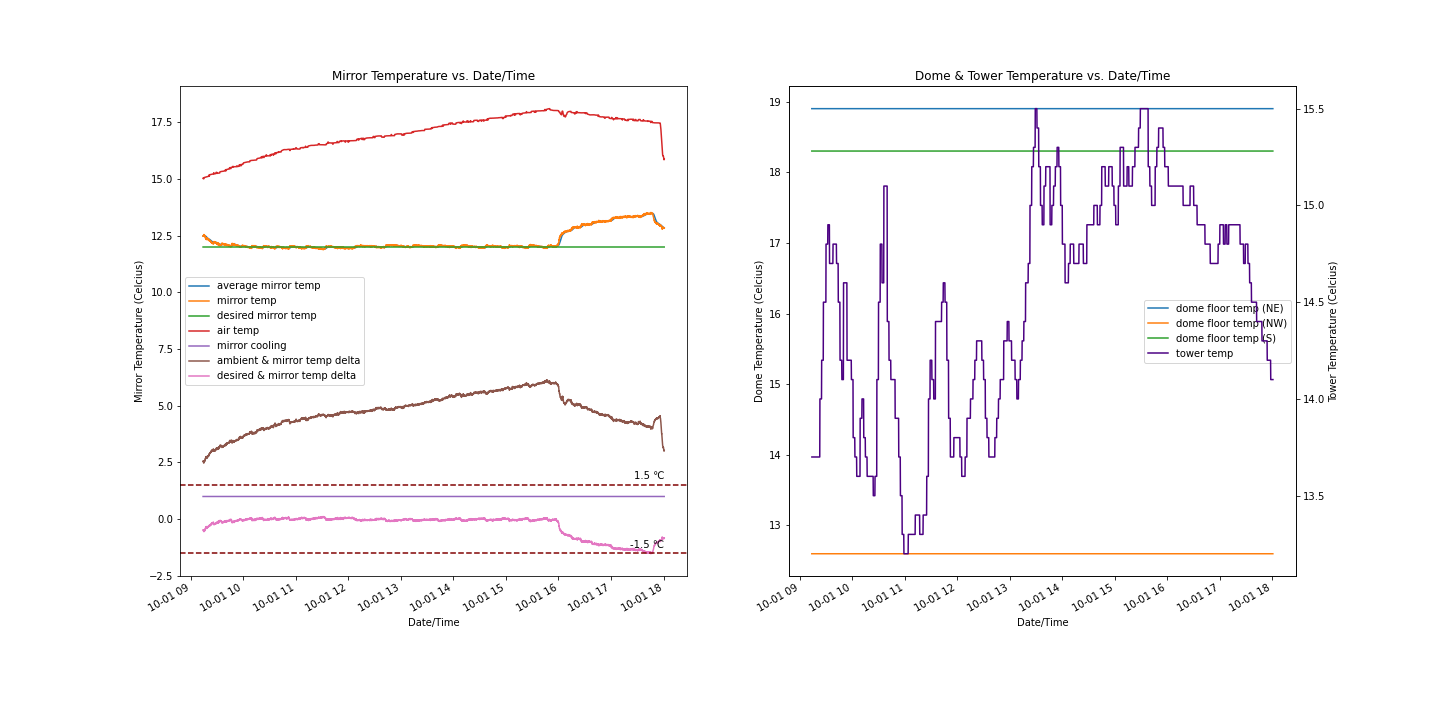 Mirror Temperature vs. Date/Time
Mirror Temperature (Celcius)
17.5
15.0
12.5
10.0
7.5
5.0
2.5
0.0
−2.5
average mirror temp
mirror temp
desired mirror temp
air temp
mirror cooling
ambient & mirror temp delta
desired & mirror temp delta
1.5 °C
-1.5 °C
10-01 09
10-01 10
10-01 11
10-01 12
10-01 13
10-01 14
10-01 15
10-01 16
10-01 17
10-01 18
Date/Time
Dome & Tower Temperature vs. Date/Time
Dome Temperature (Celcius)
19
18
17
16
15
14
13
dome floor temp (NE)
dome floor temp (NW)
dome floor temp (S)
tower temp
15.5
15.0
14.5
14.0
13.5
Tower Temperature (Celcius)
10-01 09
10-01 10
10-01 11
10-01 12
10-01 13
10-01 14
10-01 15
10-01 16
10-01 17
10-01 18
Date/Time